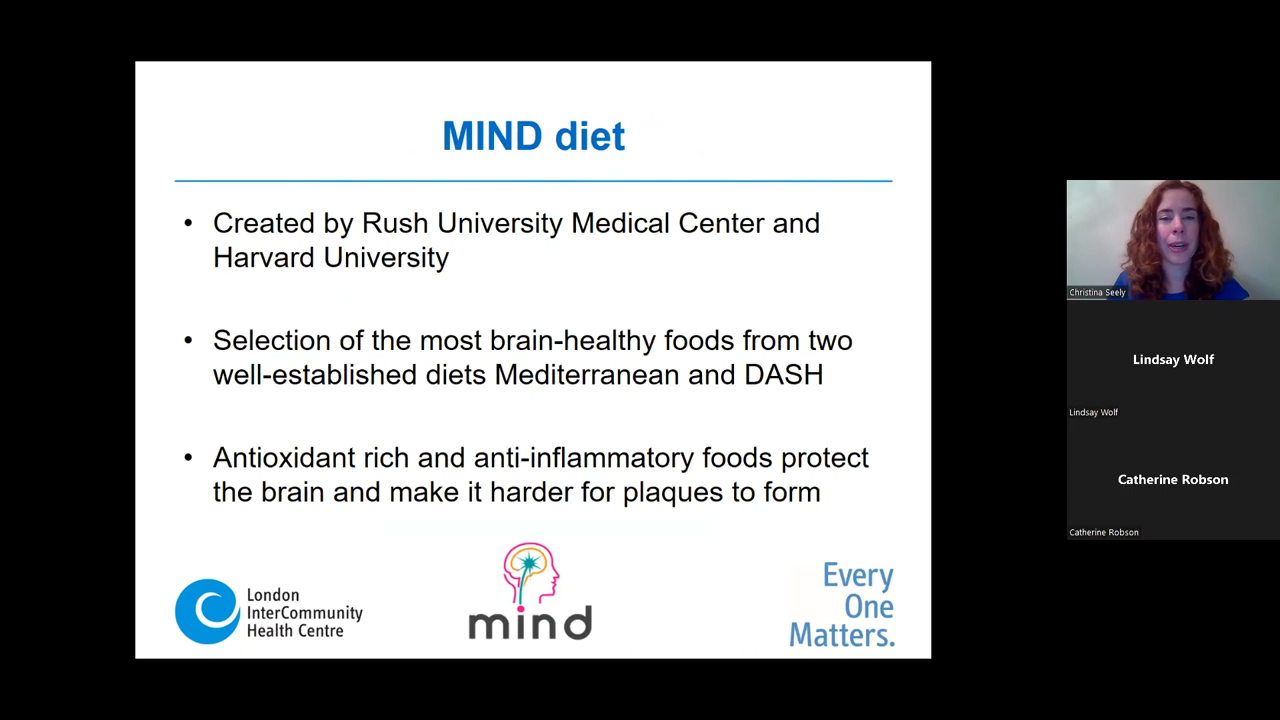 MIND diet
• Created by Rush University Medical Center and
Harvard University
• Selection of the most brain-healthy foods from two
well-established diets Mediterranean and DASH
• Antioxidant rich and anti-inflammatory foods protect
the brain and make it harder for plaques to form
London
InterCommunity
Health Centre
mind
Every
One
Matters.
Christina Seely
Lindsay Wolf
Lindsay Wolf
Catherine Robson
Catherine Robson